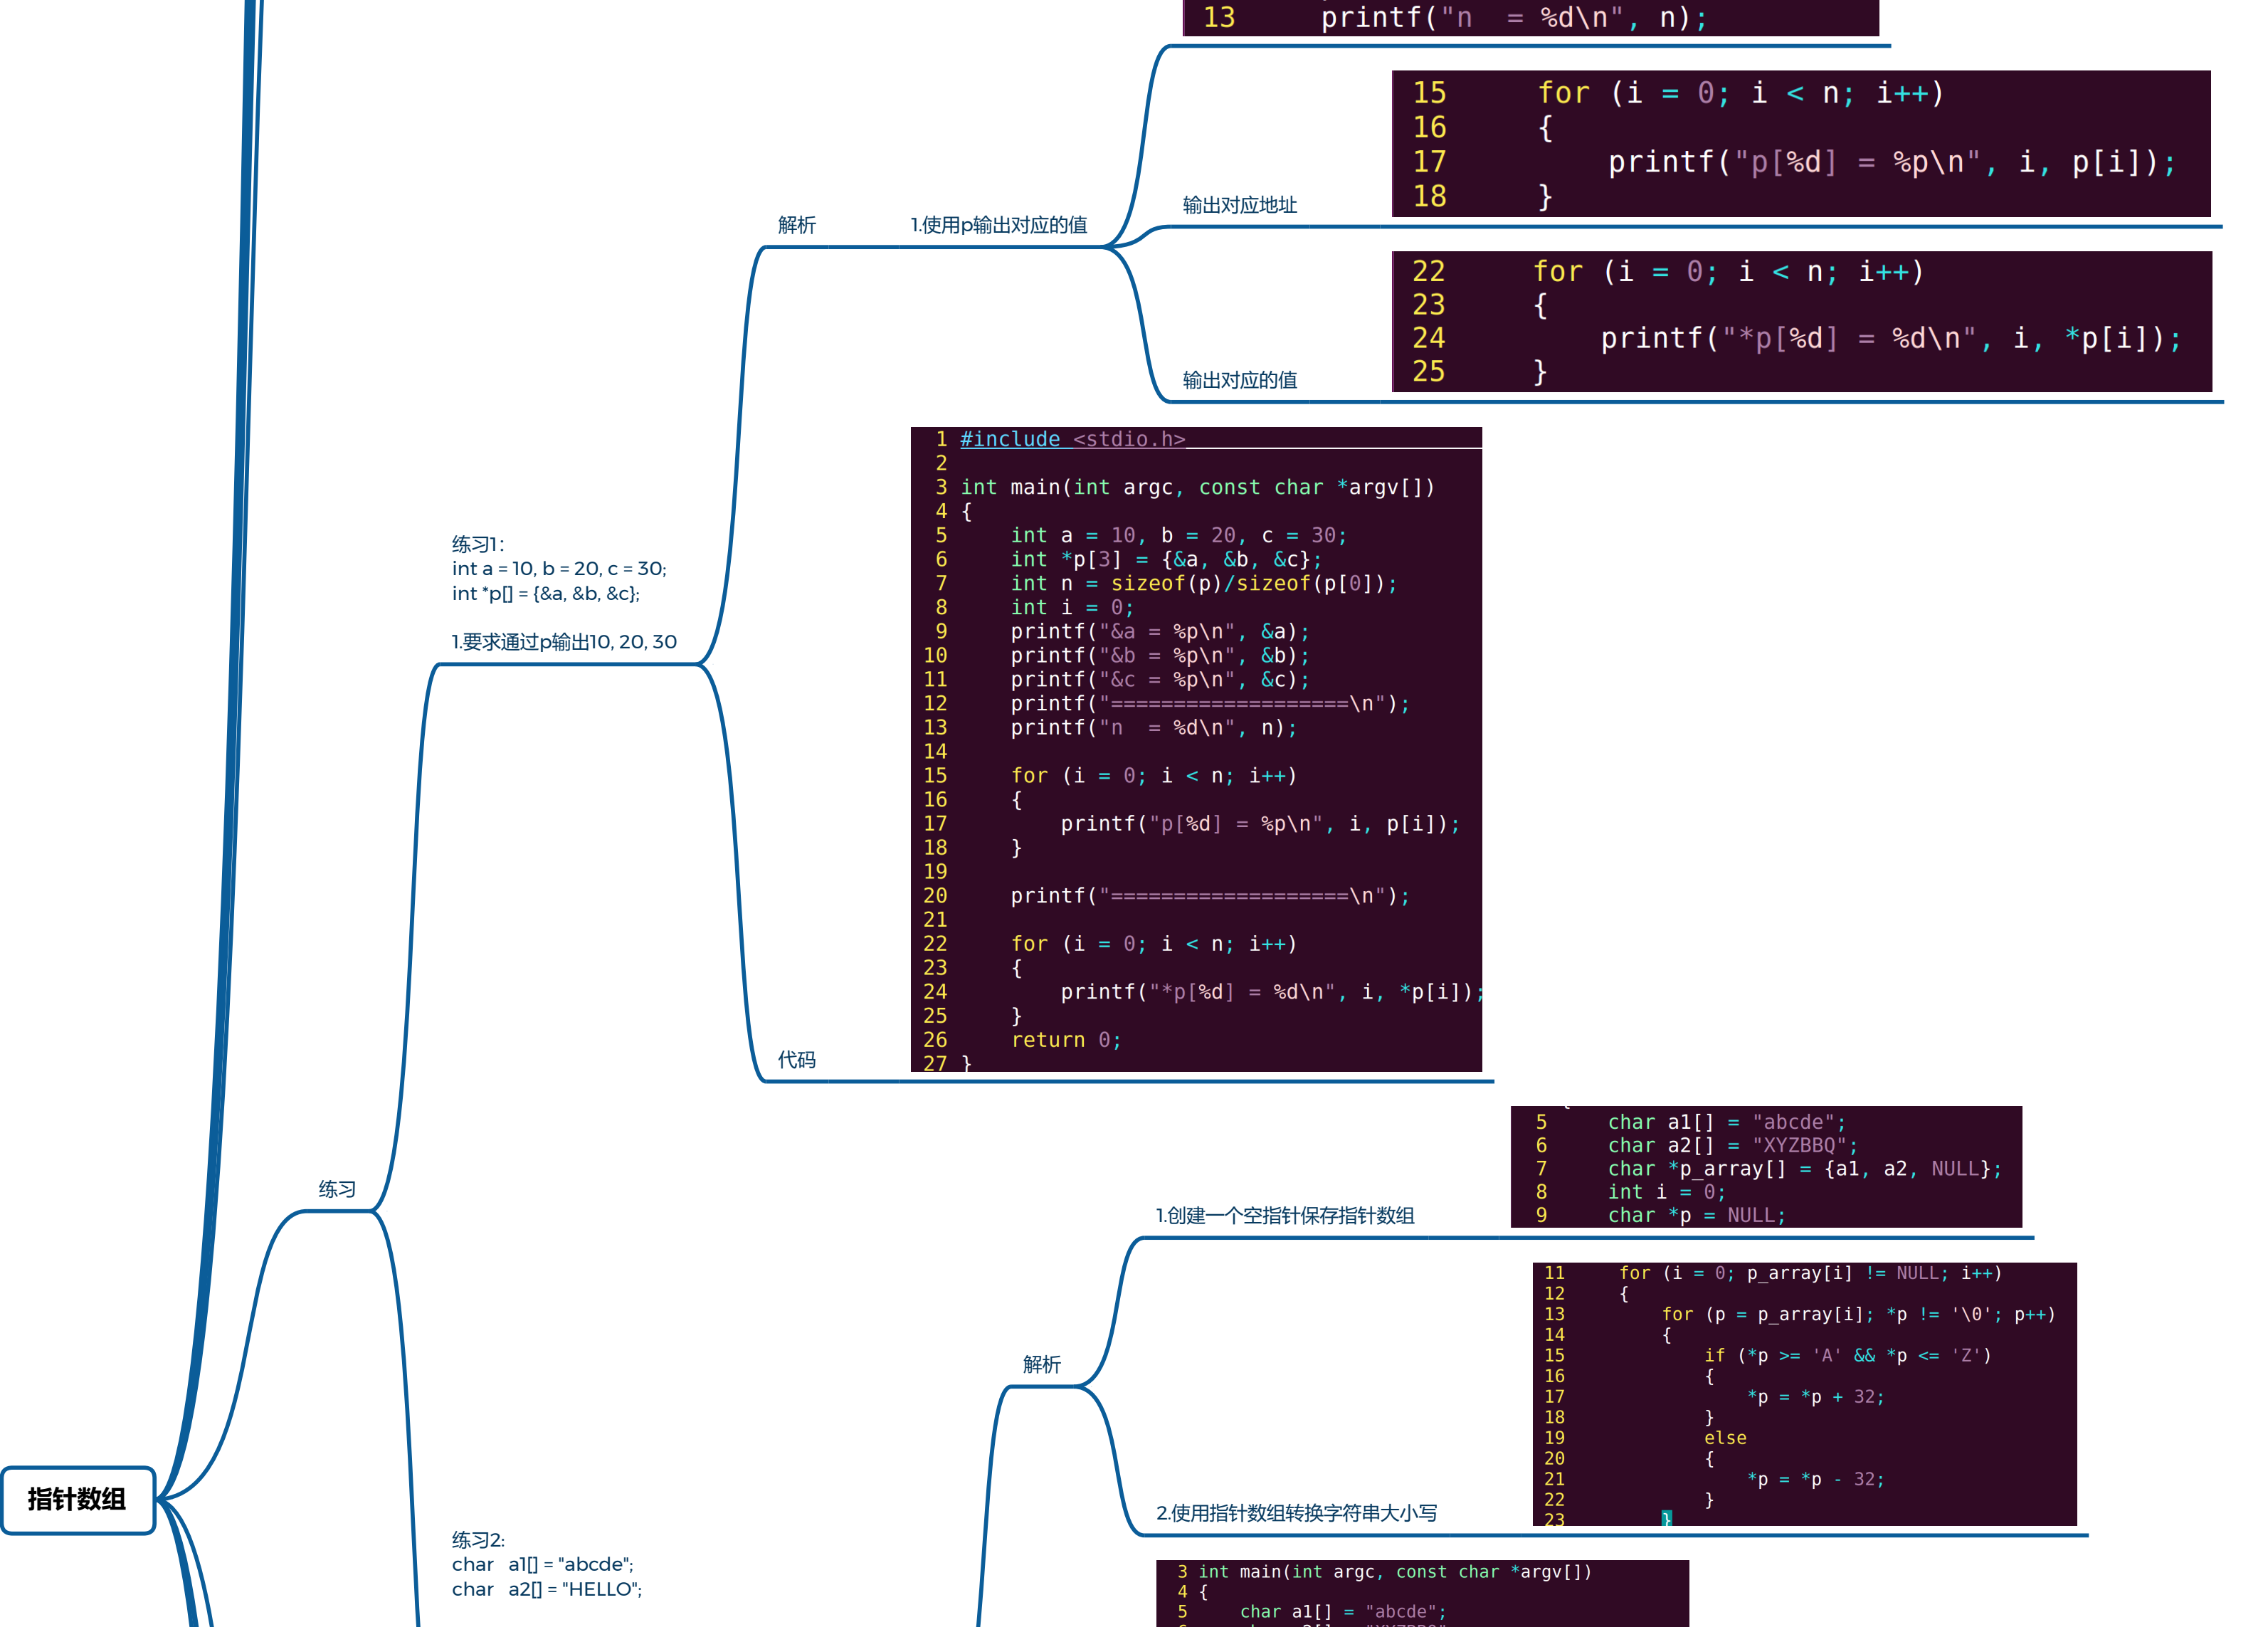 13 printf("n  = %d\n", n);
15 for (i = 0; i < n; i++)
16 {
17 printf("p[%d] = %p\n", i, p[i]);
18 }
输出对应地址
解析
1.使用p输出对应的值
22 for (i = 0; i < n; i++)
23 {
24 printf("*p[%d] = %d\n", i, *p[i]);
25 }
输出对应的值
练习1:
int a = 10, b = 20, c = 30;
int *p[] = {&a, &b, &c};
1.要求通过p输出10, 20, 30
1 #include <stdio.h>
2
3 int main(int argc, const char *argv[])
4 {
5 int a = 10, b = 20, c = 30;
6 int *p[3] = {&a, &b, &c};
7 int n = sizeof(p)/sizeof(p[0]);
8 int i = 0;
9 printf("&a = %p\n", &a);
10 printf("&b = %p\n", &b);
11 printf("&c = %p\n", &c);
12 printf("===================\n");
13 printf("n  = %d\n", n);
14
15 for (i = 0; i < n; i++)
16 {
17 printf("p[%d] = %p\n", i, p[i]);
18 }
19
20 printf("===================\n");
21
22 for (i = 0; i < n; i++)
23 {
24 printf("*p[%d] = %d\n", i, *p[i]);
25 }
26 return 0;
27 }
代码
练习
5 char a1[] = "abcde";
6 char a2[] = "XYZBBQ";
7 char *p_array[] = {a1, a2, NULL};
8 int i = 0;
9 char *p = NULL;
1.创建一个空指针保存指针数组
解析
11 for (i = 0; p_array[i] != NULL; i++)
12 {
13 for (p = p_array[i]; *p != '\0'; p++)
14 {
15 if (*p >= 'A' && *p <= 'Z')
16 {
17 *p = *p + 32;
18 }
19 else
20 {
21 *p = *p - 32;
22 }
23 }
2.使用指针数组转换字符串大小写
指针数组
练习2:
char a1[] = "abcde";
char a2[] = "HELLO";
3 int main(int argc, const char *argv[])
4 {
5 char a1[] = "abcde";